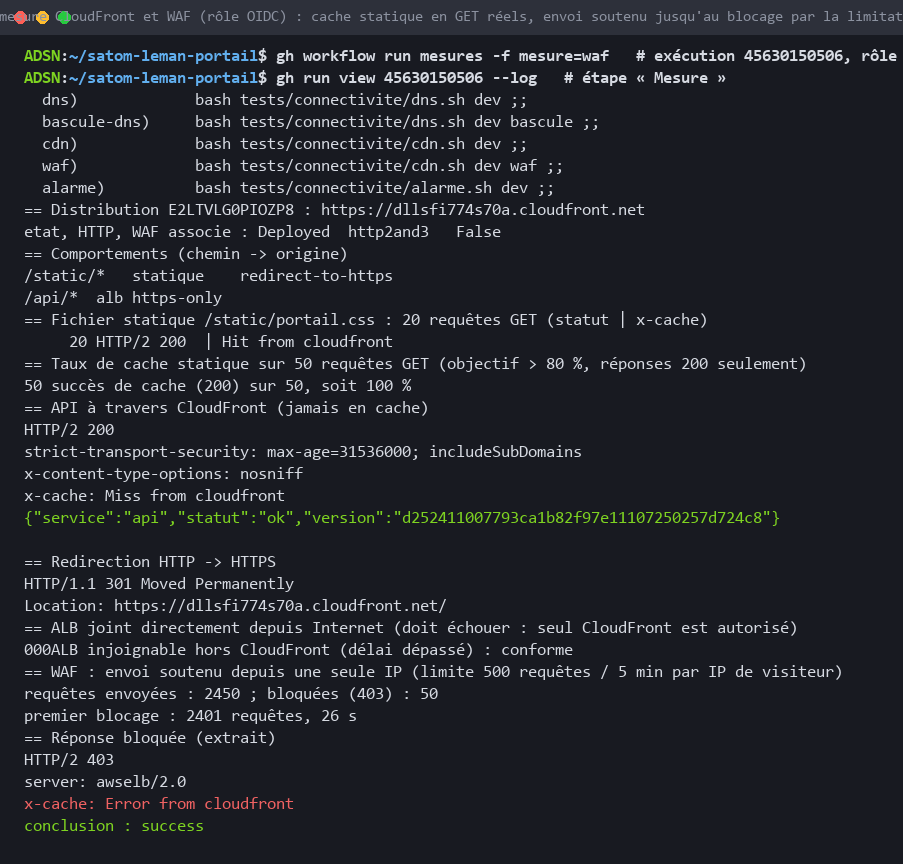 mesure CloudFront et WAF (rôle OIDC) : cache statique en GET réels, envoi soutenu jusqu'au blocage par la limitat
ADSN:~/satom-leman-portail$ gh workflow run mesures -f mesure=waf   # exécution 45630150506, rôle
ADSN:~/satom-leman-portail$ gh run view 45630150506 --log   # étape « Mesure »
  dns)             bash tests/connectivite/dns.sh dev ;;
  bascule-dns)     bash tests/connectivite/dns.sh dev bascule ;;
  cdn)             bash tests/connectivite/cdn.sh dev ;;
  waf)             bash tests/connectivite/cdn.sh dev waf ;;
  alarme)          bash tests/connectivite/alarme.sh dev ;;
== Distribution E2LTVLG0PIOZP8 : https://dllsfi774s70a.cloudfront.net
etat, HTTP, WAF associe : Deployed  http2and3   False
== Comportements (chemin -> origine)
/static/*   statique    redirect-to-https
/api/*  alb https-only
== Fichier statique /static/portail.css : 20 requêtes GET (statut | x-cache)
     20 HTTP/2 200  | Hit from cloudfront
== Taux de cache statique sur 50 requêtes GET (objectif > 80 %, réponses 200 seulement)
50 succès de cache (200) sur 50, soit 100 %
== API à travers CloudFront (jamais en cache)
HTTP/2 200
strict-transport-security: max-age=31536000; includeSubDomains
x-content-type-options: nosniff
x-cache: Miss from cloudfront
{"service":"api","statut":"ok","version":"d252411007793ca1b82f97e11107250257d724c8"}

== Redirection HTTP -> HTTPS
HTTP/1.1 301 Moved Permanently
Location: https://dllsfi774s70a.cloudfront.net/
== ALB joint directement depuis Internet (doit échouer : seul CloudFront est autorisé)
000ALB injoignable hors CloudFront (délai dépassé) : conforme
== WAF : envoi soutenu depuis une seule IP (limite 500 requêtes / 5 min par IP de visiteur)
requêtes envoyées : 2450 ; bloquées (403) : 50
premier blocage : 2401 requêtes, 26 s
== Réponse bloquée (extrait)
HTTP/2 403
server: awselb/2.0
x-cache: Error from cloudfront
conclusion : success